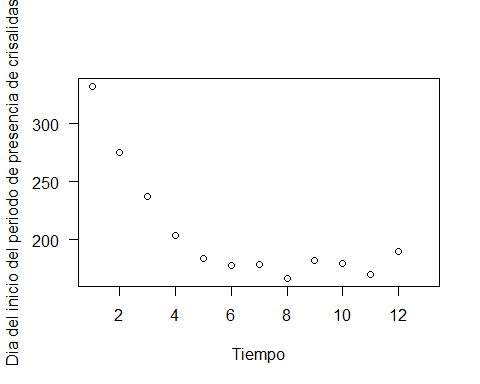 Dia del inicio del periodo de presencia de crisalidas
300
250
200
2 4 6 8 10 12
Tiempo